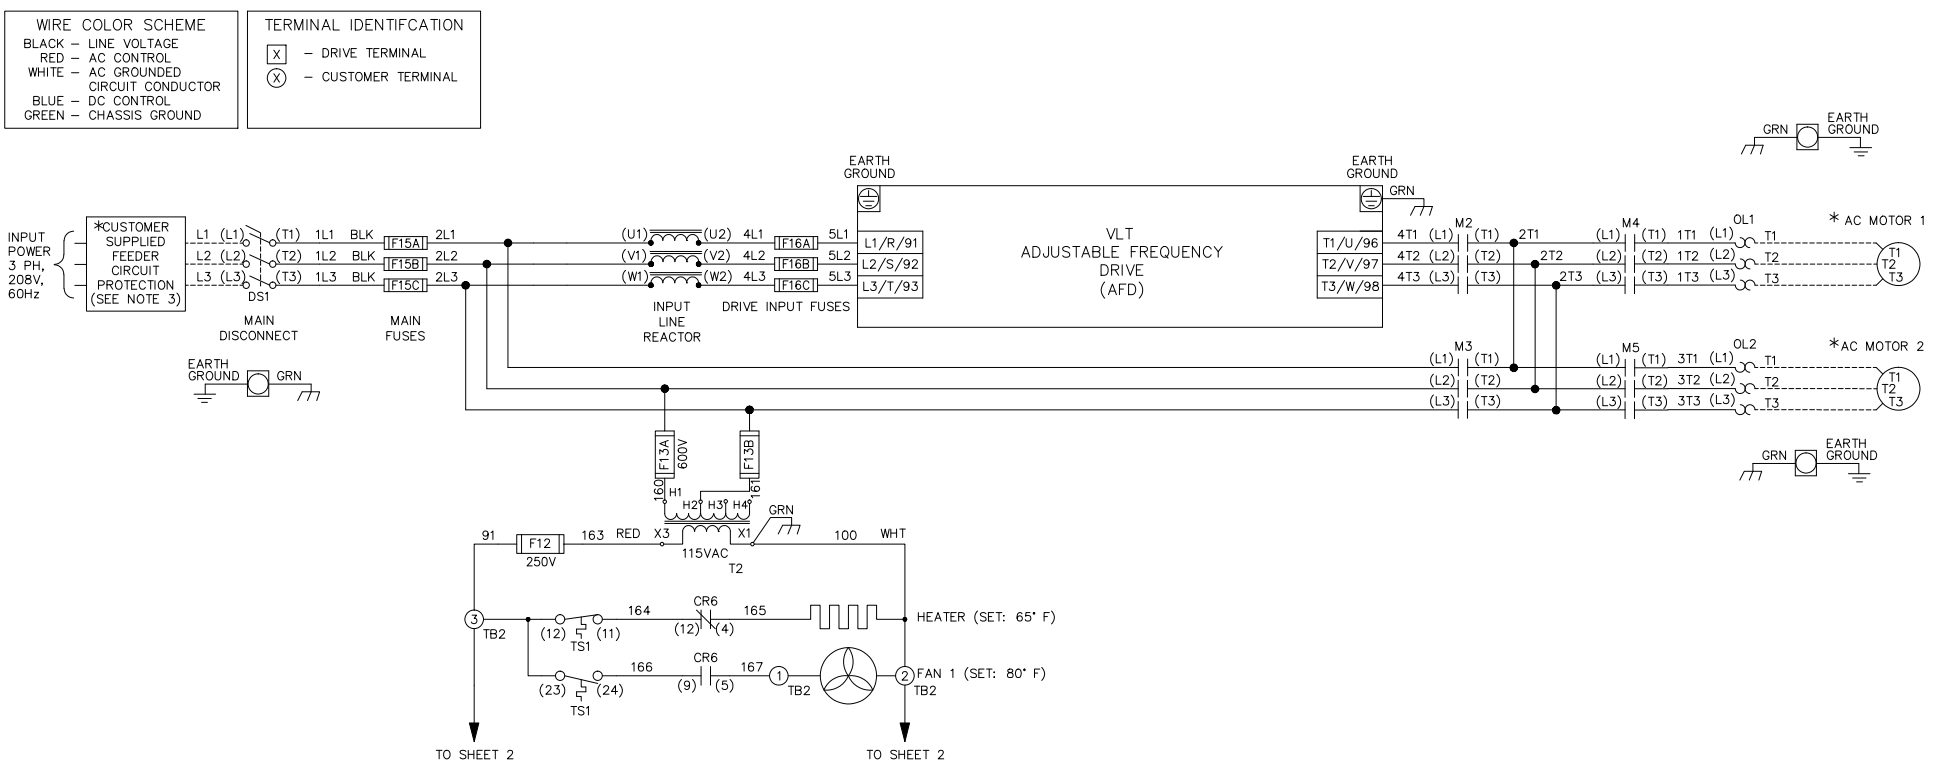 WIRE COLOR SCHEME
BLACK – LINE VOLTAGE
RED – AC CONTROL
WHITE – AC GROUNDED
CIRCUIT CONDUCTOR
BLUE – DC CONTROL
GREEN – CHASSIS GROUND
TERMINAL IDENTIFCATION
X – DRIVE TERMINAL
X – CUSTOMER TERMINAL
GRN
EARTH
GROUND
EARTH
GROUND
EARTH
GROUND
GRN
INPUT
POWER
3 PH,
208V,
60Hz
*CUSTOMER
SUPPLIED
FEEDER
CIRCUIT
PROTECTION
(SEE NOTE 3)
L1 (L1) (T1) 1L1 BLK F15A 2L1
L2 (L2) (T2) 1L2 BLK F15B 2L2
L3 (L3) (T3) 1L3 BLK F15C 2L3
DS1
MAIN
DISCONNECT
MAIN
FUSES
(U1) (U2) 4L1 F16A 5L1
(V1) (V2) 4L2 F16B 5L2
(W1) (W2) 4L3 F16C 5L3
INPUT
LINE
REACTOR
DRIVE INPUT FUSES
L1/R/91
L2/S/92
L3/T/93
VLT
ADJUSTABLE FREQUENCY
DRIVE
(AFD)
T1/U/96
T2/V/97
T3/W/98
M2
M4
OL1
* AC MOTOR 1
4T1 (L1) (T1) 2T1 (L1) (T1) 1T1 (L1) T1
4T2 (L2) (T2) 2T2 (L2) (T2) 1T2 (L2) T2
4T3 (L3) (T3) 2T3 (L3) (T3) 1T3 (L3) T3
T1
T2
T3
M3
M5
OL2
*AC MOTOR 2
(L1) (T1) (L1) (T1) 3T1 (L1) T1
(L2) (T2) (L2) (T2) 3T2 (L2) T2
(L3) (T3) (L3) (T3) 3T3 (L3) T3
T1
T2
T3
EARTH
GROUND
GRN
GRN
EARTH
GROUND
F13A
600V
F13B
160
161
H1
H2
H3
H4
GRN
91 F12 163 RED X3 X1 100 WHT
250V
115VAC
T2
3
TB2
(12) (11) 164 CR6 (12) (4) 165
TS1
HEATER (SET: 65° F)
(23) (24) 166 CR6 (9) (5) 167 1 TB2
TS1
2
TB2
FAN 1 (SET: 80° F)
TO SHEET 2
TO SHEET 2